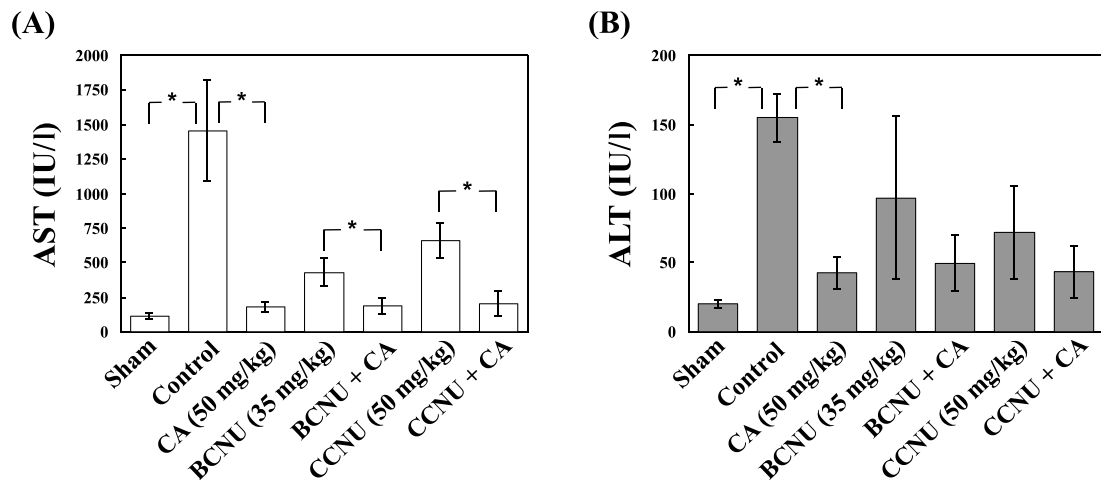 (A)
AST (IU/l)
2000
1750
1500
1250
1000
750
500
250
0
* * * *
Sham
Control
CA (50 mg/kg)
BCNU (35 mg/kg)
BCNU + CA
CCNU (50 mg/kg)
CCNU + CA
(B)
ALT (IU/l)
200
150
100
50
0
* *
Sham
Control
CA (50 mg/kg)
BCNU (35 mg/kg)
BCNU + CA
CCNU (50 mg/kg)
CCNU + CA